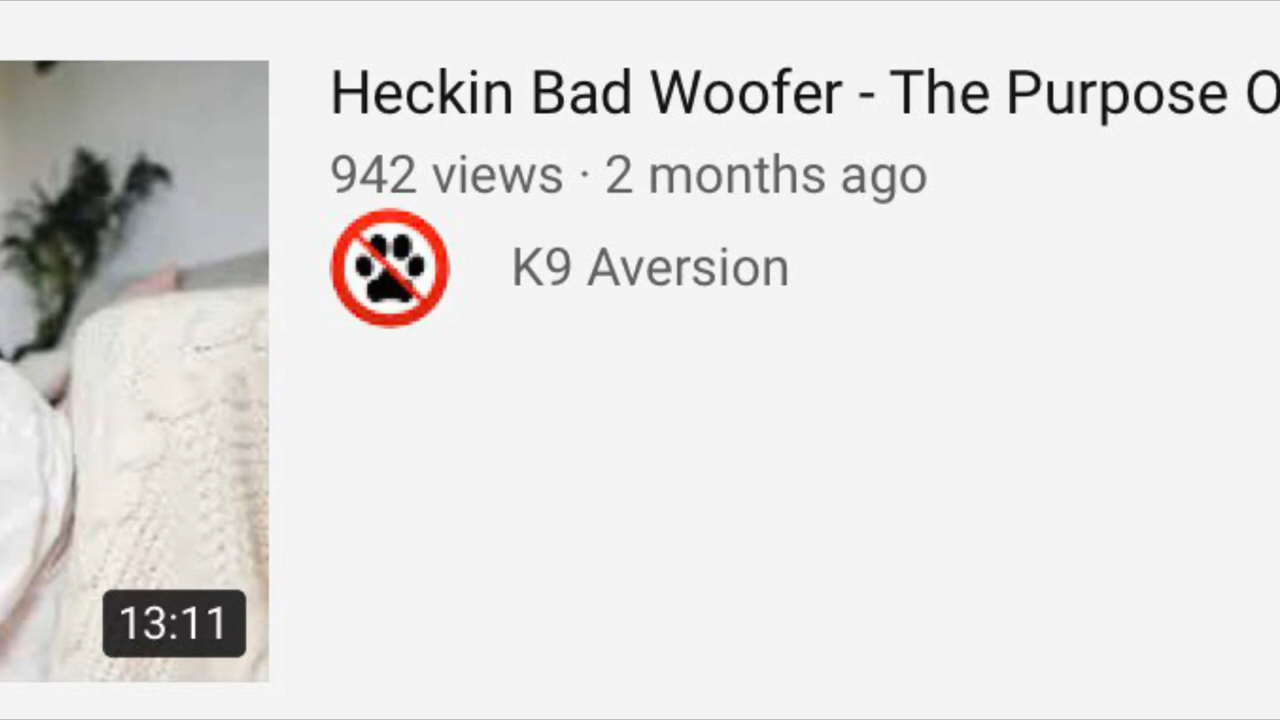 Heckin Bad Woofer - The Purpose O
942 views · 2 months ago
K9 Aversion
13:11